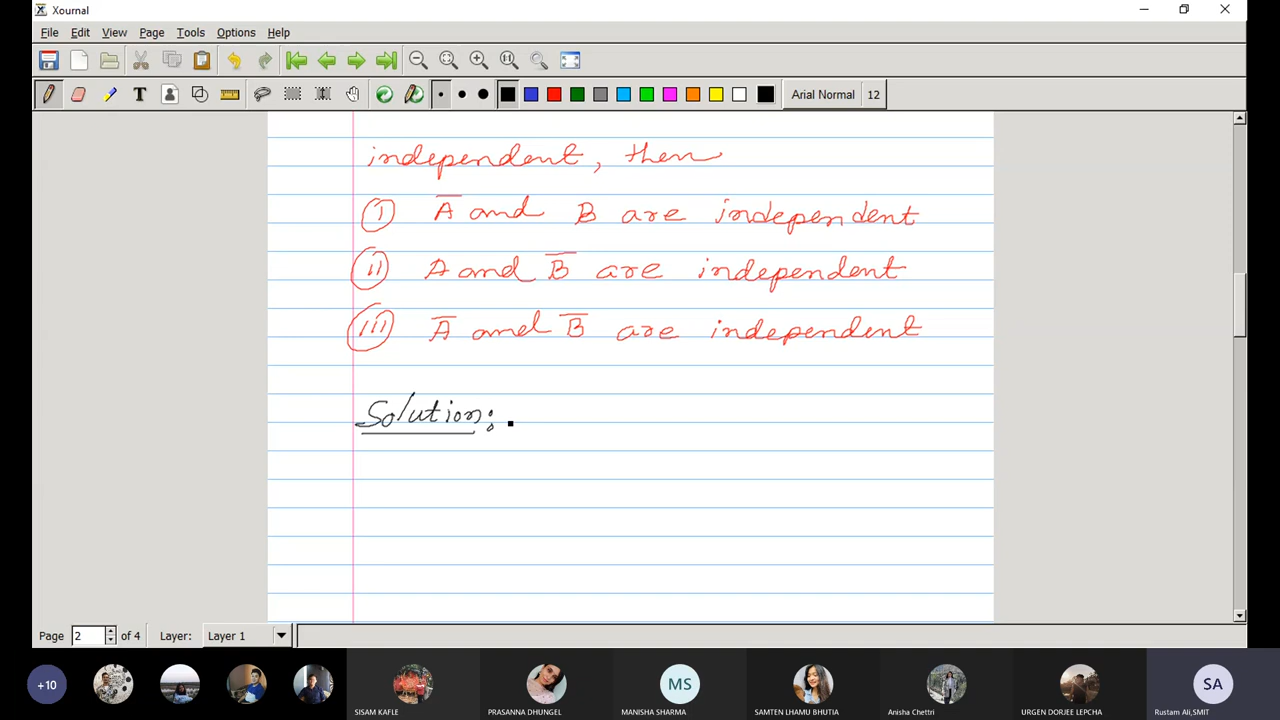 Xournal
File Edit View Page Tools Options Help
T Arial Normal 12
independent, then
(i) A̅ and B are independent
(ii) A and B̅ are independent
(iii) A̅ and B̅ are independent
Solution:
Page 2 of 4 Layer: Layer 1
+10 MS SA
SISAM KAFLE PRASANNA DHUNGEL MANISHA SHARMA SAMTEN LHAMU BHUTIA Anisha Chettri URGEN DORJEE LEPCHA Rustam Ali,SMIT